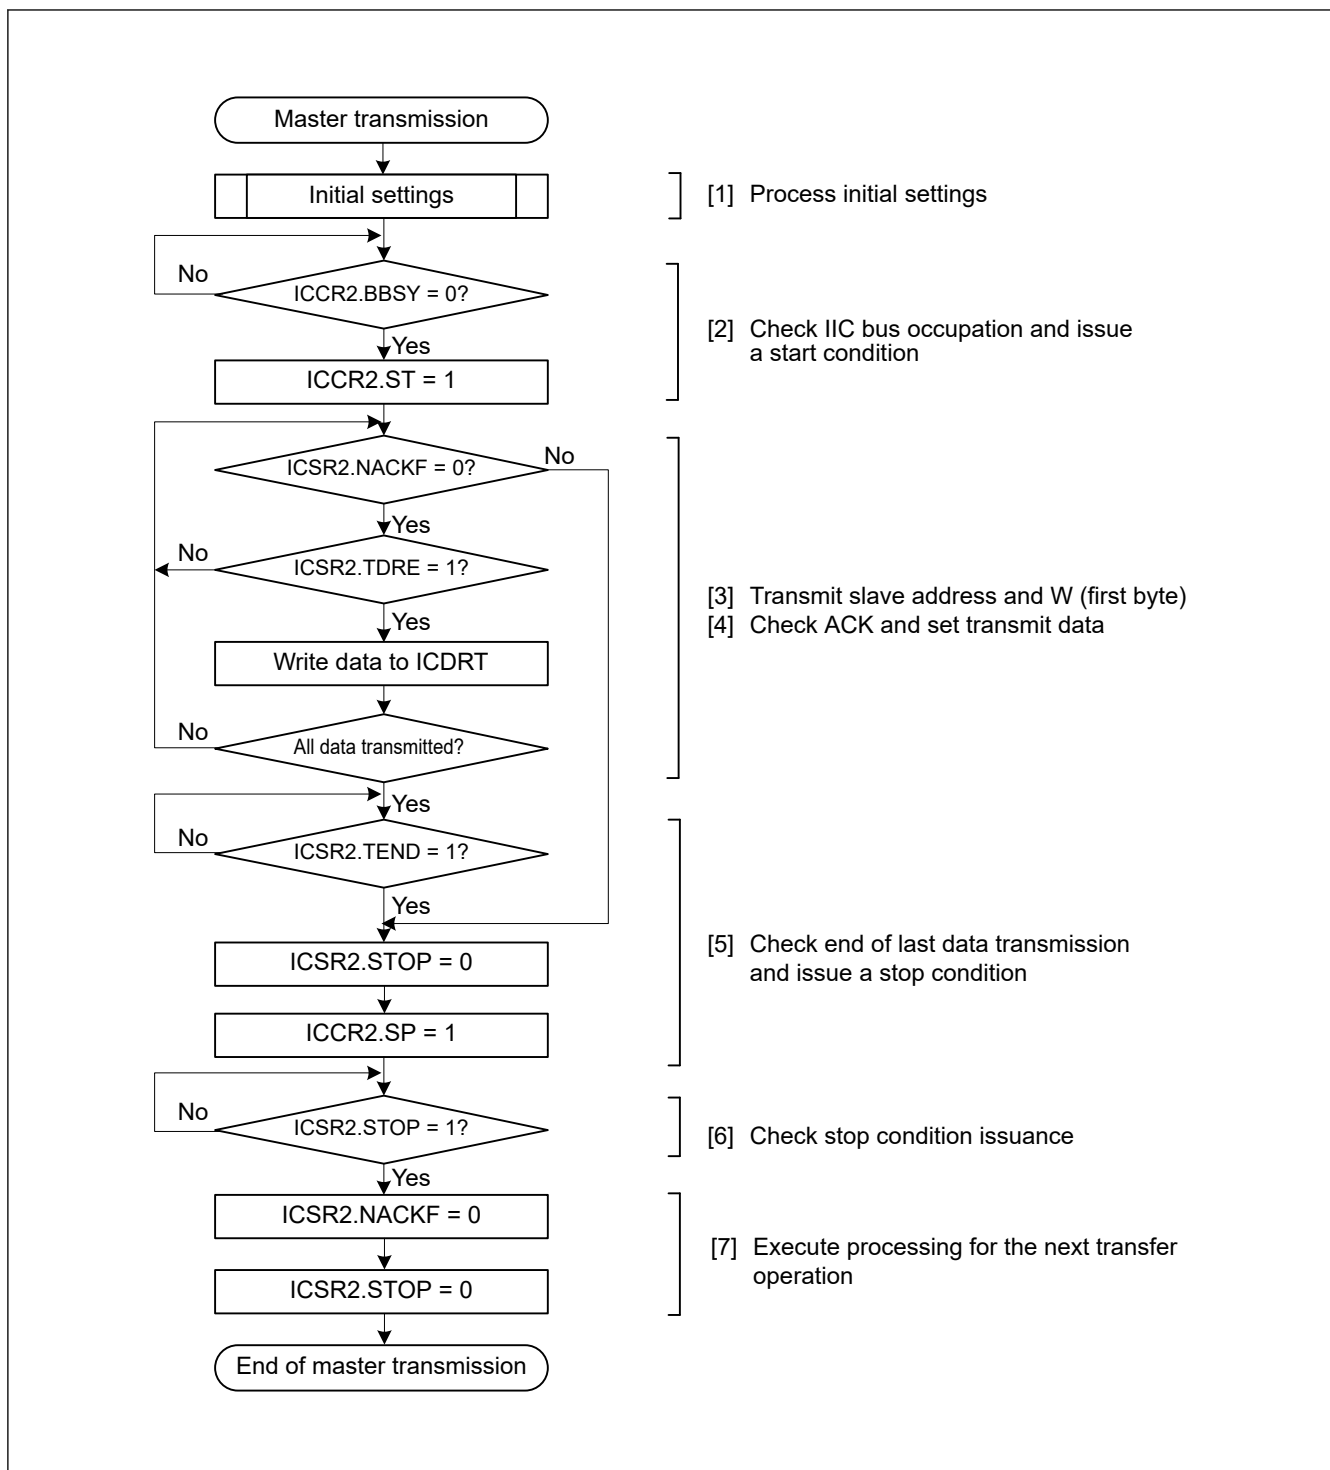 Master transmission
Initial settings
[1] Process initial settings
No
ICCR2.BBSY = 0?
Yes
[2] Check IIC bus occupation and issue
a start condition
ICCR2.ST = 1
ICSR2.NACKF = 0?
No
Yes
No
ICSR2.TDRE = 1?
Yes
[3] Transmit slave address and W (first byte)
[4] Check ACK and set transmit data
Write data to ICDRT
No
All data transmitted?
Yes
No
ICSR2.TEND = 1?
Yes
[5] Check end of last data transmission
and issue a stop condition
ICSR2.STOP = 0
ICCR2.SP = 1
No
ICSR2.STOP = 1?
[6] Check stop condition issuance
Yes
ICSR2.NACKF = 0
[7] Execute processing for the next transfer
operation
ICSR2.STOP = 0
End of master transmission